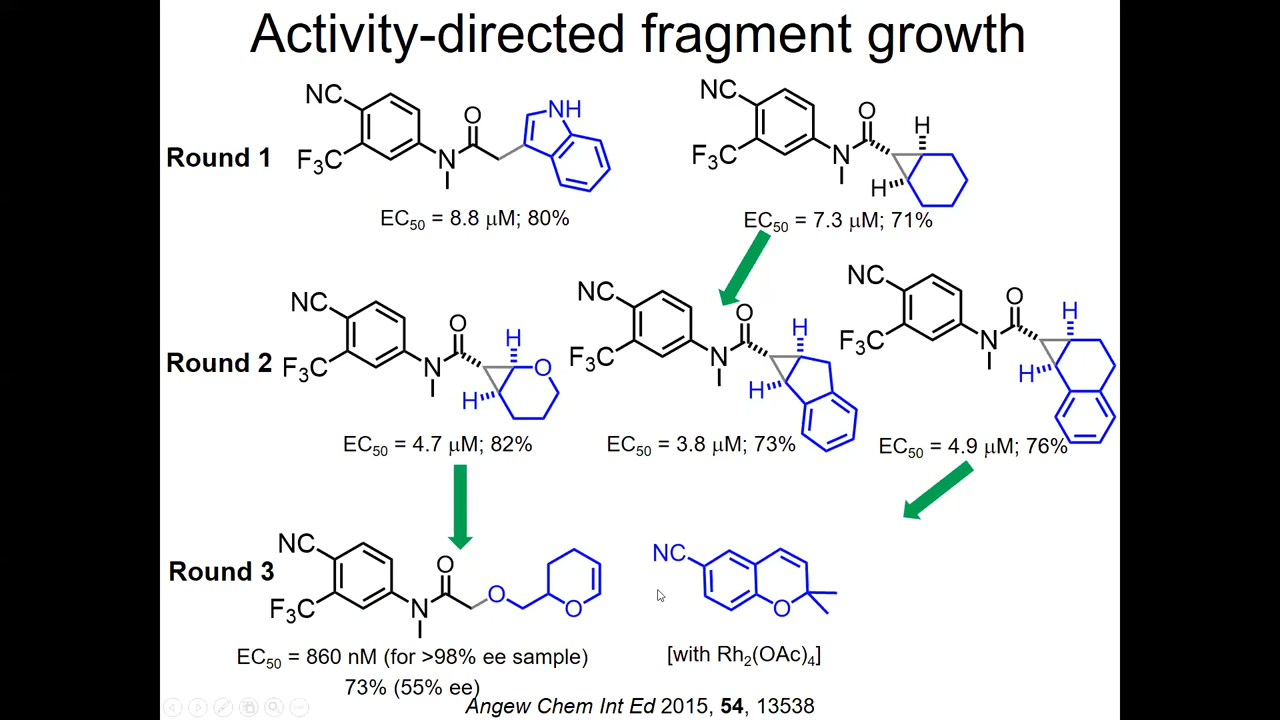 Activity-directed fragment growth
Round 1
NC
F3C
N
O
NH
EC50 = 8.8 μM; 80%
NC
F3C
N
O
H
H
EC50 = 7.3 μM; 71%
Round 2
NC
F3C
N
O
H
O
H
EC50 = 4.7 μM; 82%
NC
F3C
N
O
H
H
EC50 = 3.8 μM; 73%
NC
F3C
N
O
H
H
EC50 = 4.9 μM; 76%
Round 3
NC
F3C
N
O
O
O
EC50 = 860 nM (for >98% ee sample)
73% (55% ee)
NC
O
[with Rh2(OAc)4]
Angew Chem Int Ed 2015, 54, 13538